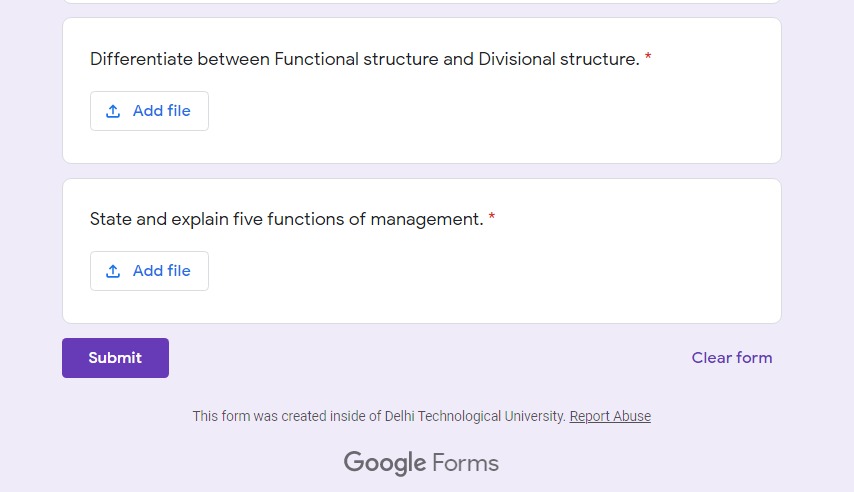 Differentiate between Functional structure and Divisional structure. *
Add file
State and explain five functions of management. *
Add file
Submit
Clear form
This form was created inside of Delhi Technological University. Report Abuse
Google Forms